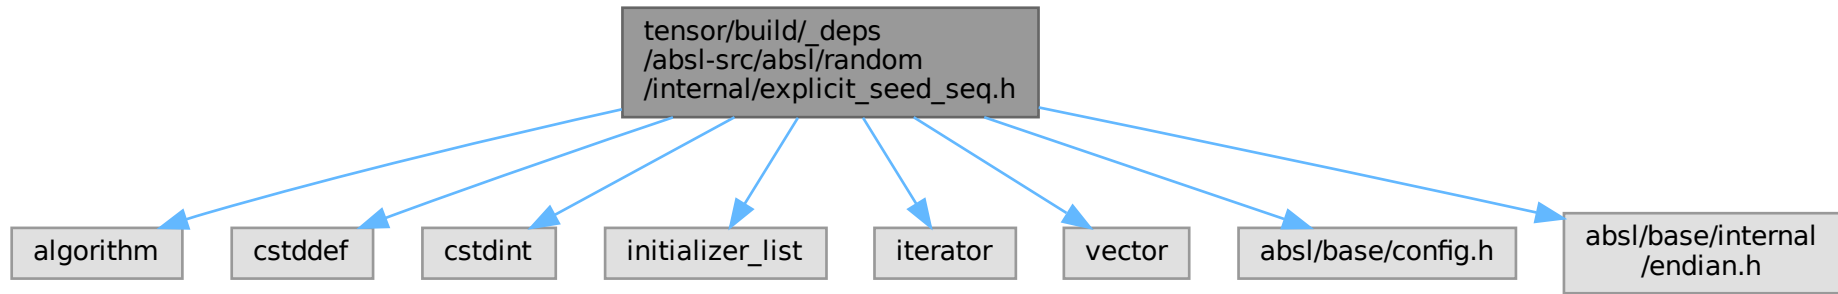 tensor/build/_deps
/absl-src/absl/random
/internal/explicit_seed_seq.h
algorithm
cstddef
cstdint
initializer_list
iterator
vector
absl/base/config.h
absl/base/internal
/endian.h